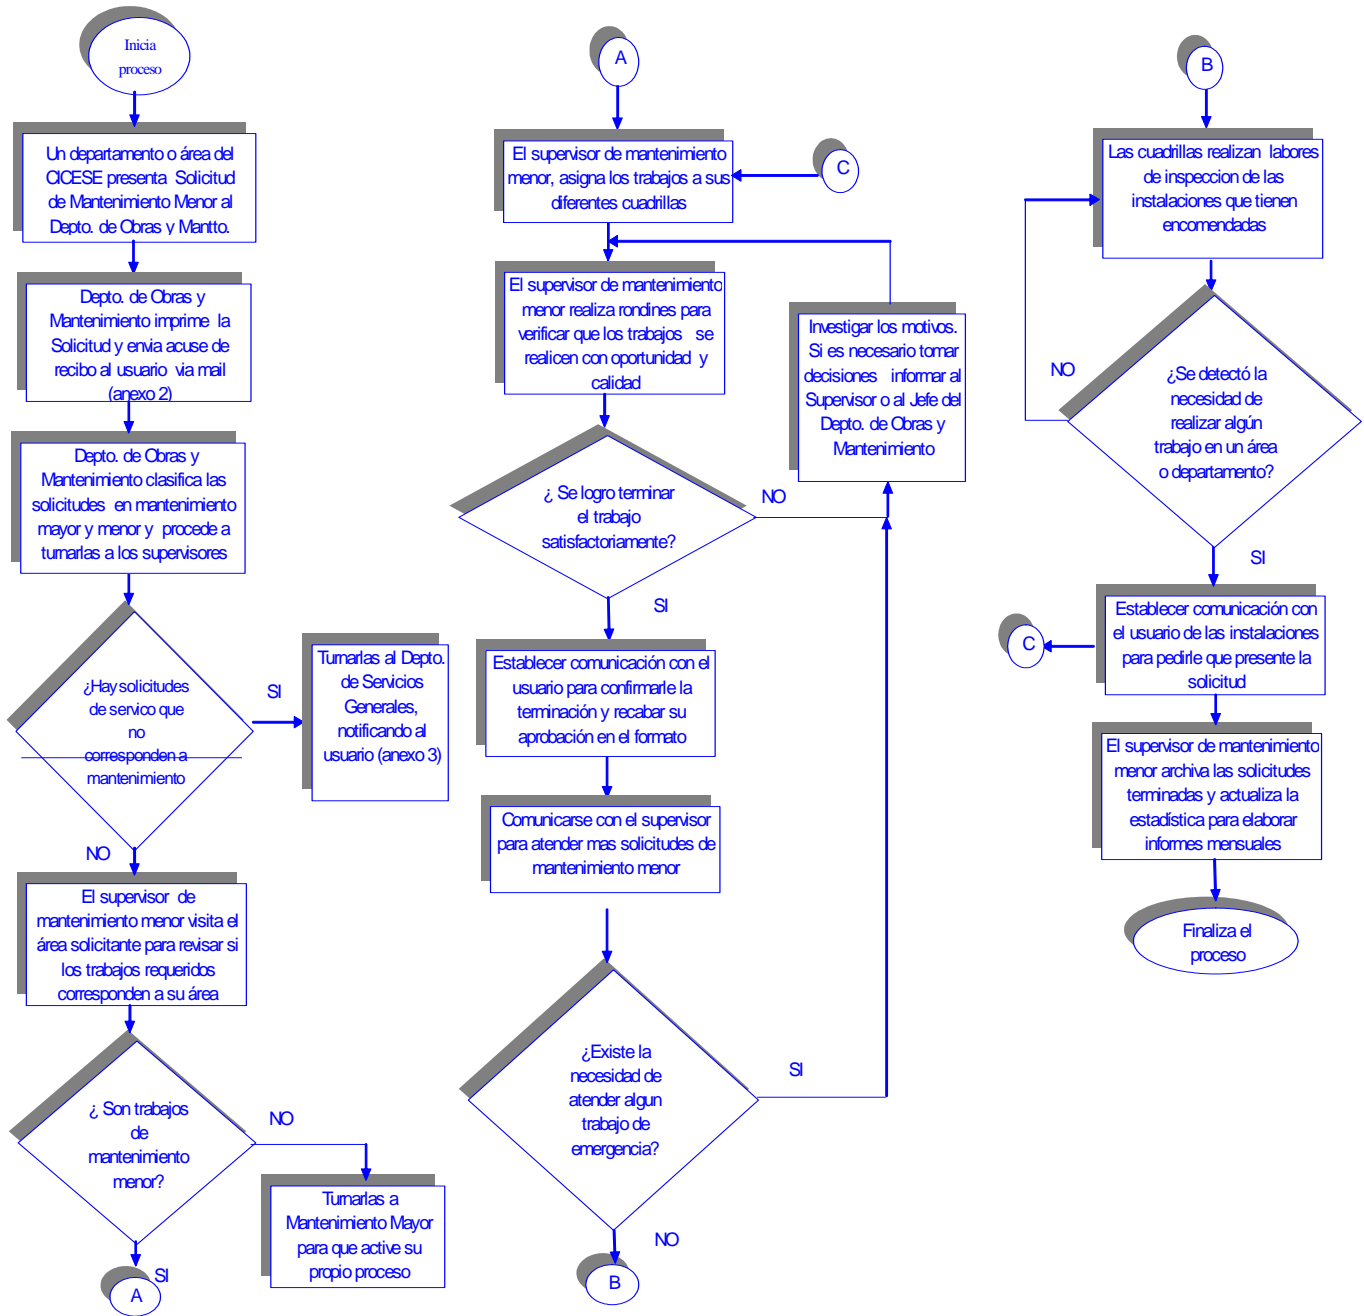 Inicia
proceso
Un departamento o área del
CICESE presenta Solicitud
de Mantenimiento Menor al
Depto. de Obras y Mantto.
Depto. de Obras y
Mantenimiento imprime la
Solicitud y envia acuse de
recibo al usuario via mail
(anexo 2)
Depto. de Obras y
Mantenimiento clasifica las
solicitudes en mantenimiento
mayor y menor y procede a
turnarlas a los supervisores
¿Hay solicitudes
de servico que
no
corresponden a
mantenimiento
SI
Turnarlas al Depto.
de Servicios
Generales,
notificando al
usuario (anexo 3)
NO
El supervisor de
mantenimiento menor visita el
área solicitante para revisar si
los trabajos requeridos
corresponden a su área
¿ Son trabajos
de
mantenimiento
menor?
NO
Turnarlas a
Mantenimiento Mayor
para que active su
propio proceso
SI
A
A
El supervisor de mantenimiento
menor, asigna los trabajos a sus
diferentes cuadrillas
C
El supervisor de mantenimiento
menor realiza rondines para
verificar que los trabajos se
realicen con oportunidad y
calidad
Investigar los motivos.
Si es necesario tomar
decisiones informar al
Supervisor o al Jefe del
Depto. de Obras y
Mantenimiento
¿ Se logro terminar
el trabajo
satisfactoriamente?
NO
SI
Establecer comunicación con el
usuario para confirmarle la
terminación y recabar su
aprobación en el formato
Comunicarse con el supervisor
para atender mas solicitudes de
mantenimiento menor
¿Existe la
necesidad de
atender algun
trabajo de
emergencia?
SI
NO
B
B
Las cuadrillas realizan labores
de inspeccion de las
instalaciones que tienen
encomendadas
NO
¿Se detectó la
necesidad de
realizar algún
trabajo en un área
o departamento?
SI
Establecer comunicación con
el usuario de las instalaciones
para pedirle que presente la
solicitud
C
El supervisor de mantenimiento
menor archiva las solicitudes
terminadas y actualiza la
estadística para elaborar
informes mensuales
Finaliza el
proceso